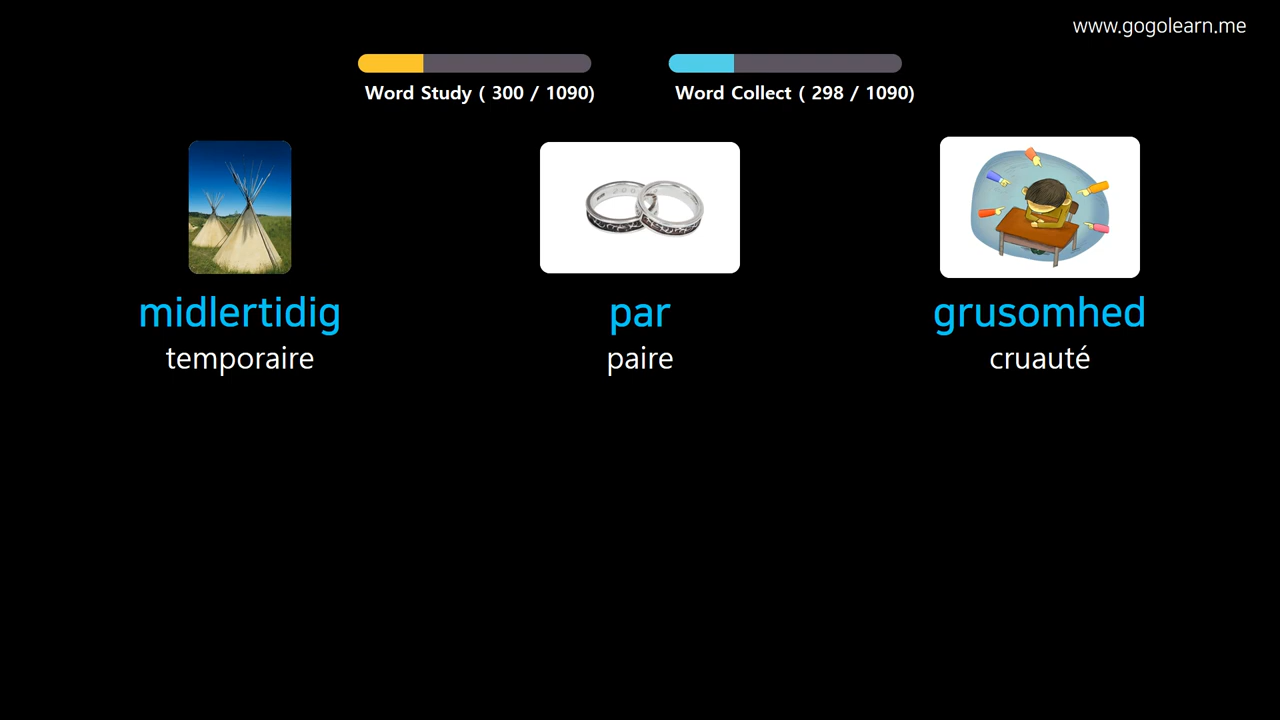 www.gogolearn.me
Word Study ( 300 / 1090)
Word Collect ( 298 / 1090)
midlertidig
temporaire
par
paire
grusomhed
cruauté